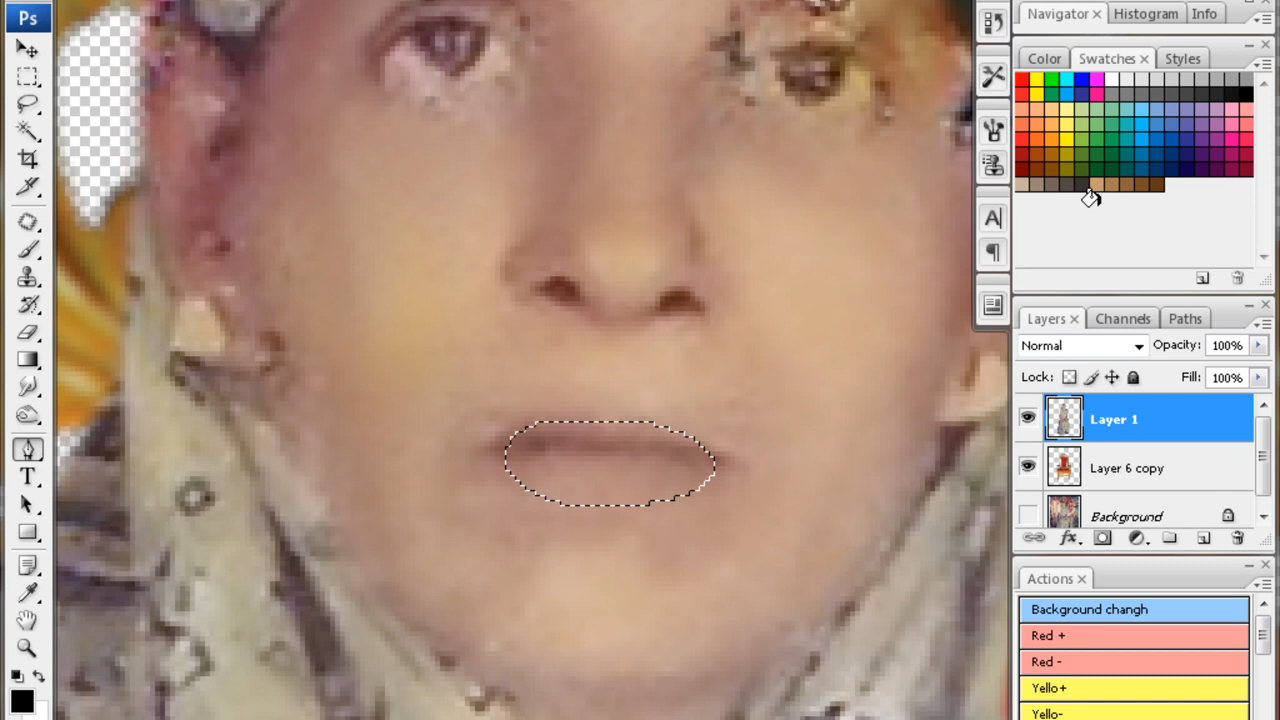 Ps
Navigator× Histogram Info
Color Swatches× Styles
A
T
Layers× Channels Paths
Normal Opacity: 100%
Lock: Fill: 100%
Layer 1
Layer 6 copy
Background
fx
Actions×
Background changh
Red +
Red -
Yello+
Yello-